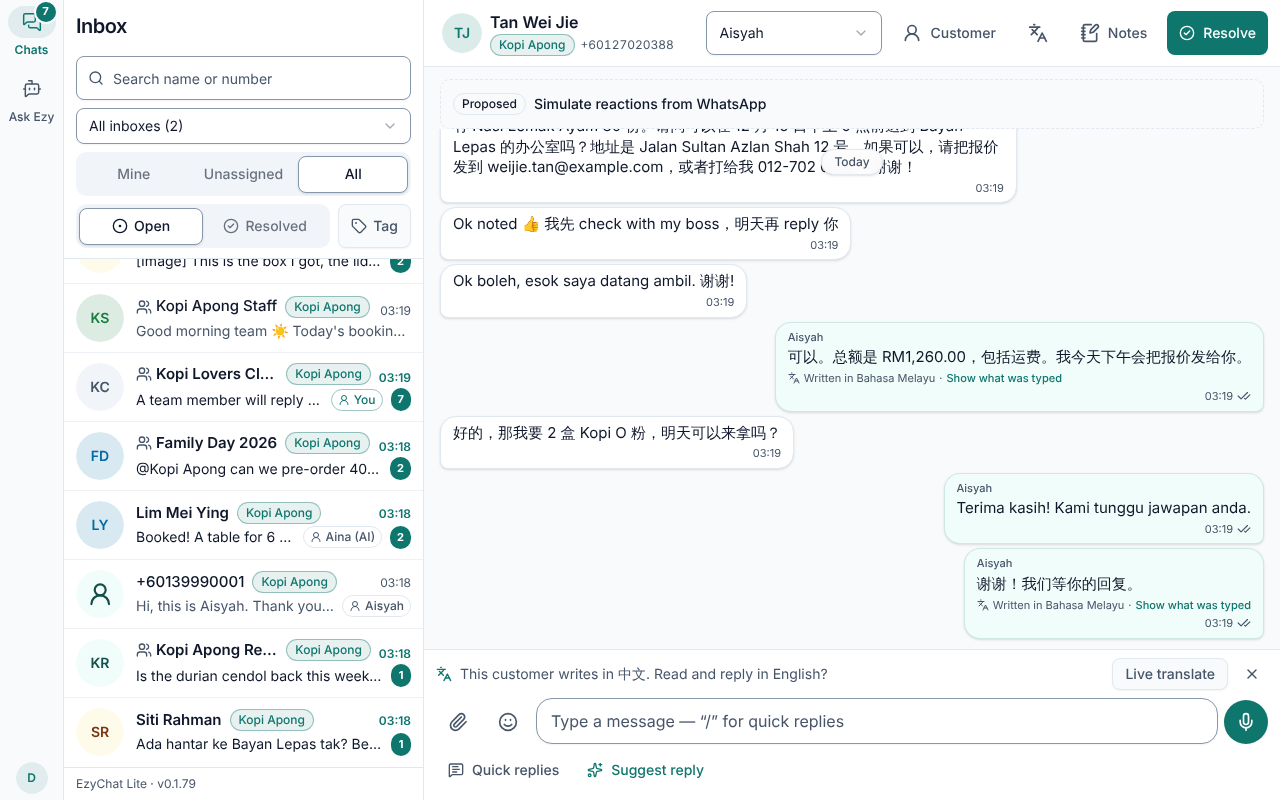 7
Chats
Ask Ezy
D
Inbox
Search name or number
All inboxes (2)
Mine
Unassigned
All
Open
Resolved
Tag
[Image] This is the box I got, the lid...
2
KS
Kopi Apong Staff
Kopi Apong
03:19
Good morning team ☀️ Today's bookin...
KC
Kopi Lovers Cl...
Kopi Apong
03:19
A team member will reply ...
You
7
FD
Family Day 2026
Kopi Apong
03:18
@Kopi Apong can we pre-order 40...
2
LY
Lim Mei Ying
Kopi Apong
03:18
Booked! A table for 6 ...
Aina (AI)
2
+60139990001
Kopi Apong
03:18
Hi, this is Aisyah. Thank you...
Aisyah
KR
Kopi Apong Re...
Kopi Apong
03:18
Is the durian cendol back this week...
1
SR
Siti Rahman
Kopi Apong
03:18
Ada hantar ke Bayan Lepas tak? Be...
1
EzyChat Lite · v0.1.79
TJ
Tan Wei Jie
Kopi Apong
+60127020388
Aisyah
Customer
Notes
Resolve
Proposed
Simulate reactions from WhatsApp
Lepas 的办公室吗？地址是 Jalan Sultan Azlan Shah 12 号。如果可以，请把报价
Today
发到 weijie.tan@example.com，或者打给我 012-702 谢谢！
03:19
Ok noted 👍 我先 check with my boss，明天再 reply 你
03:19
Ok boleh, esok saya datang ambil. 谢谢!
03:19
Aisyah
可以。总额是 RM1,260.00，包括运费。我今天下午会把报价发给你。
Written in Bahasa Melayu · Show what was typed
03:19
好的，那我要 2 盒 Kopi O 粉，明天可以来拿吗？
03:19
Aisyah
Terima kasih! Kami tunggu jawapan anda.
03:19
Aisyah
谢谢！我们等你的回复。
Written in Bahasa Melayu · Show what was typed
03:19
This customer writes in 中文. Read and reply in English?
Live translate
Type a message — “/” for quick replies
Quick replies
Suggest reply